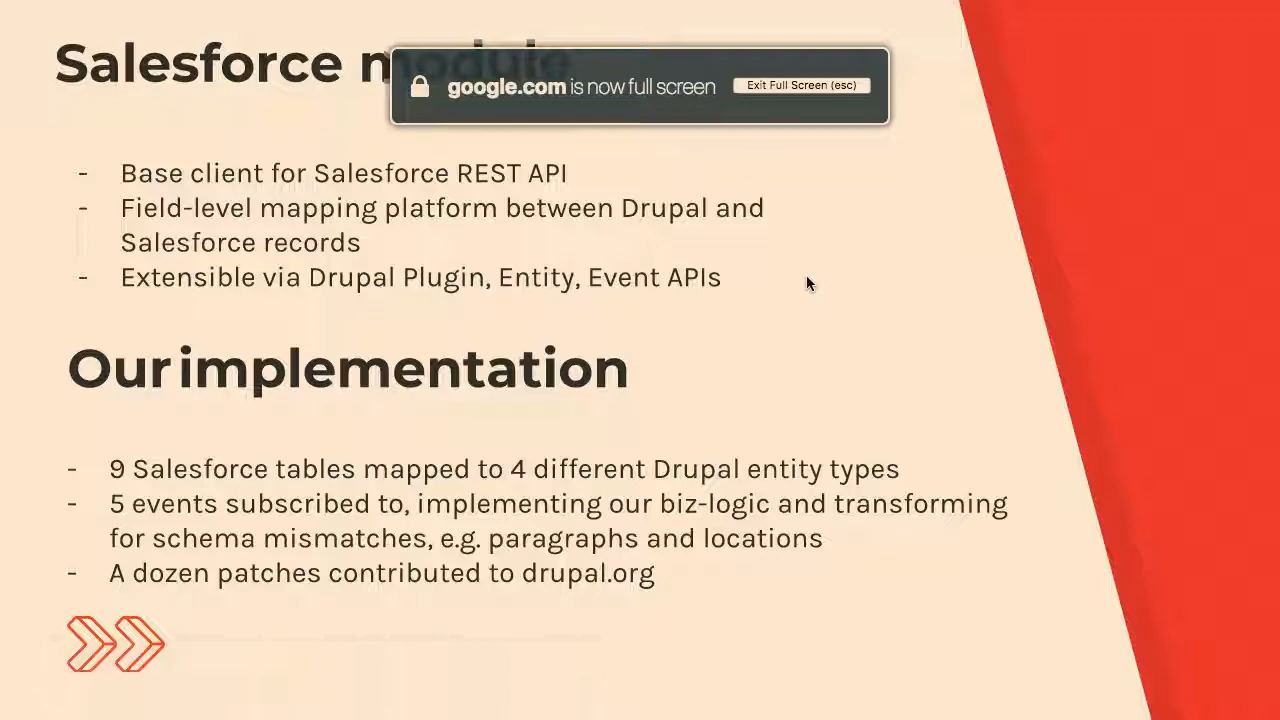 Salesforce module
google.com is now full screen Exit Full Screen (esc)
- Base client for Salesforce REST API
- Field-level mapping platform between Drupal and
Salesforce records
- Extensible via Drupal Plugin, Entity, Event APIs
Our implementation
- 9 Salesforce tables mapped to 4 different Drupal entity types
- 5 events subscribed to, implementing our biz-logic and transforming
for schema mismatches, e.g. paragraphs and locations
- A dozen patches contributed to drupal.org